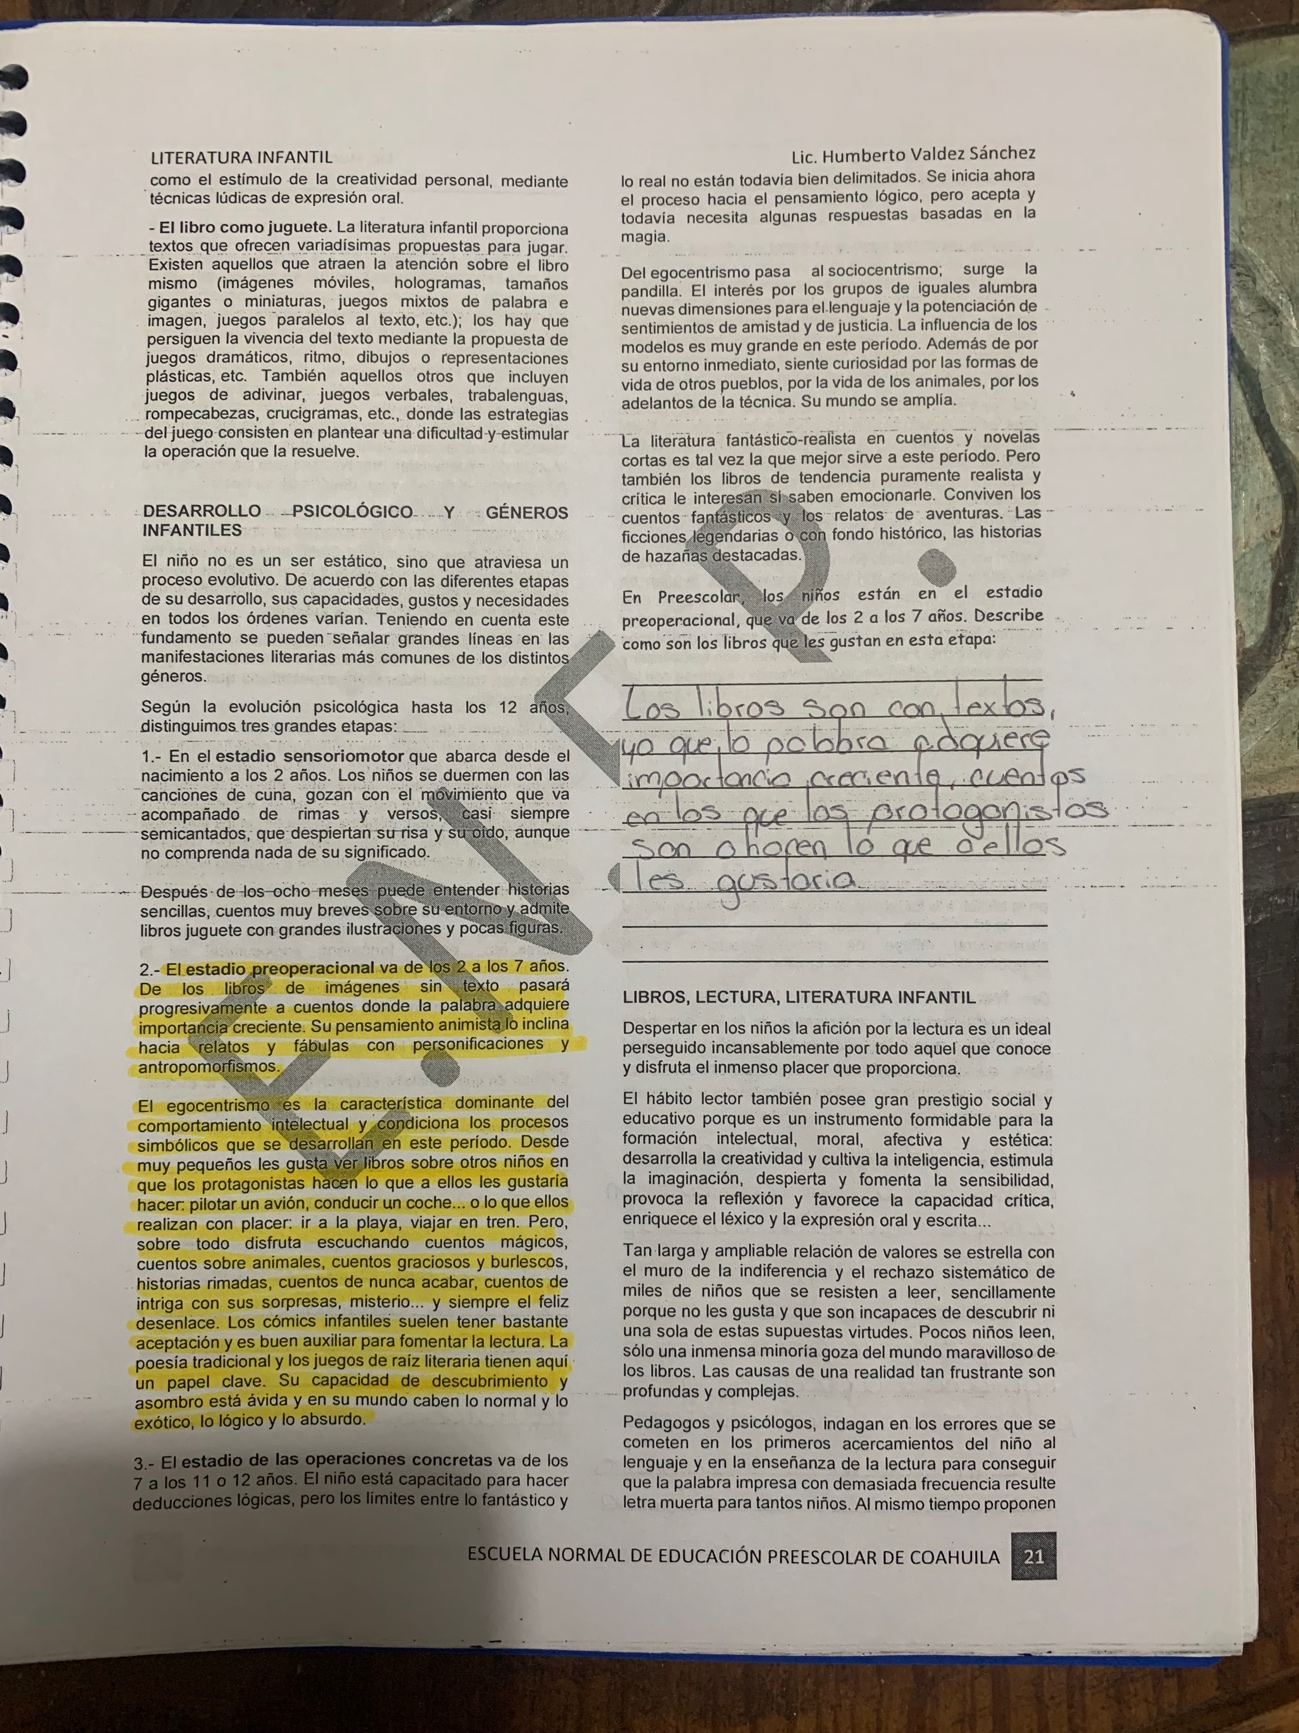 LITERATURA INFANTIL
como el estímulo de la creatividad personal, mediante
técnicas lúdicas de expresión oral.
- El libro como juguete. La literatura infantil proporciona
textos que ofrecen variadísimas propuestas para jugar.
Existen aquellos que atraen la atención sobre el libro
mismo (imágenes móviles, hologramas, tamaños
gigantes o miniaturas, juegos mixtos de palabra e
imagen, juegos paralelos al texto, etc.); los hay que
persiguen la vivencia del texto mediante la propuesta de
juegos dramáticos, ritmo, dibujos o representaciones
plásticas, etc. También aquellos otros que incluyen
juegos de adivinar, juegos verbales, trabalenguas,
rompecabezas, crucigramas, etc., donde las estrategias
del juego consisten en plantear una dificultad y estimular
la operación que la resuelve.
DESARROLLO PSICOLÓGICO Y GÉNEROS
INFANTILES
El niño no es un ser estático, sino que atraviesa un
proceso evolutivo. De acuerdo con las diferentes etapas
de su desarrollo, sus capacidades, gustos y necesidades
en todos los órdenes varían. Teniendo en cuenta este
fundamento se pueden señalar grandes líneas en las
manifestaciones literarias más comunes de los distintos
géneros.
Según la evolución psicológica hasta los 12 años,
distinguimos tres grandes etapas:
1.- En el estadio sensoriomotor que abarca desde el
nacimiento a los 2 años. Los niños se duermen con las
canciones de cuna, gozan con el movimiento que va
acompañado de rimas y versos, casi siempre
semicantados, que despiertan su risa y su oído, aunque
no comprenda nada de su significado.
Después de los ocho meses puede entender historias
sencillas, cuentos muy breves sobre su entorno y admite
libros juguete con grandes ilustraciones y pocas figuras.
2.- El estadio preoperacional va de los 2 a los 7 años.
De los libros de imágenes sin texto pasará
progresivamente a cuentos donde la palabra adquiere
importancia creciente. Su pensamiento animista lo inclina
hacia relatos y fábulas con personificaciones y
antropomorfismos.
El egocentrismo es la característica dominante del
comportamiento intelectual y condiciona los procesos
simbólicos que se desarrollan en este período. Desde
muy pequeños les gusta ver libros sobre otros niños en
que los protagonistas hacen lo que a ellos les gustaría
hacer: pilotar un avión, conducir un coche... o lo que ellos
realizan con placer: ir a la playa, viajar en tren. Pero,
sobre todo disfruta escuchando cuentos mágicos,
cuentos sobre animales, cuentos graciosos y burlescos,
historias rimadas, cuentos de nunca acabar, cuentos de
intriga con sus sorpresas, misterio... y siempre el feliz
desenlace. Los cómics infantiles suelen tener bastante
aceptación y es buen auxiliar para fomentar la lectura. La
poesía tradicional y los juegos de raíz literaria tienen aquí
un papel clave. Su capacidad de descubrimiento y
asombro está ávida y en su mundo caben lo normal y lo
exótico, lo lógico y lo absurdo.
3.- El estadio de las operaciones concretas va de los
7 a los 11 o 12 años. El niño está capacitado para hacer
deducciones lógicas, pero los limites entre lo fantástico y
Lic. Humberto Valdez Sánchez
lo real no están todavía bien delimitados. Se inicia ahora
el proceso hacia el pensamiento lógico, pero acepta y
todavía necesita algunas respuestas basadas en la
magia.
Del egocentrismo pasa al sociocentrismo; surge la
pandilla. El interés por los grupos de iguales alumbra
nuevas dimensiones para el lenguaje y la potenciación de
sentimientos de amistad y de justicia. La influencia de los
modelos es muy grande en este período. Además de por
su entorno inmediato, siente curiosidad por las formas de
vida de otros pueblos, por la vida de los animales, por los
adelantos de la técnica. Su mundo se amplía.
La literatura fantástico-realista en cuentos y novelas
cortas es tal vez la que mejor sirve a este período. Pero
también los libros de tendencia puramente realista y
crítica le interesan si saben emocionarle. Conviven los
cuentos fantásticos y los relatos de aventuras. Las
ficciones legendarias o con fondo histórico, las historias
de hazañas destacadas.
En Preescolar, los niños están en el estadio
preoperacional, que va de los 2 a los 7 años. Describe
como son los libros que les gustan en esta etapa:
Los libros son con textos,
ya que la palabra adquiere
importancia creciente, cuentos
en los que los protagonistas
son o hacen lo que a ellos
les gustaria
LIBROS, LECTURA, LITERATURA INFANTIL
Despertar en los niños la afición por la lectura es un ideal
perseguido incansablemente por todo aquel que conoce
y disfruta el inmenso placer que proporciona.
El hábito lector también posee gran prestigio social y
educativo porque es un instrumento formidable para la
formación intelectual, moral, afectiva y estética:
desarrolla la creatividad y cultiva la inteligencia, estimula
la imaginación, despierta y fomenta la sensibilidad,
provoca la reflexión y favorece la capacidad crítica,
enriquece el léxico y la expresión oral y escrita...
Tan larga y ampliable relación de valores se estrella con
el muro de la indiferencia y el rechazo sistemático de
miles de niños que se resisten a leer, sencillamente
porque no les gusta y que son incapaces de descubrir ni
una sola de estas supuestas virtudes. Pocos niños leen,
sólo una inmensa minoría goza del mundo maravilloso de
los libros. Las causas de una realidad tan frustrante son
profundas y complejas.
Pedagogos y psicólogos, indagan en los errores que se
cometen en los primeros acercamientos del niño al
lenguaje y en la enseñanza de la lectura para conseguir
que la palabra impresa con demasiada frecuencia resulte
letra muerta para tantos niños. Al mismo tiempo proponen
ESCUELA NORMAL DE EDUCACIÓN PREESCOLAR DE COAHUILA 21
E.N.E.P.